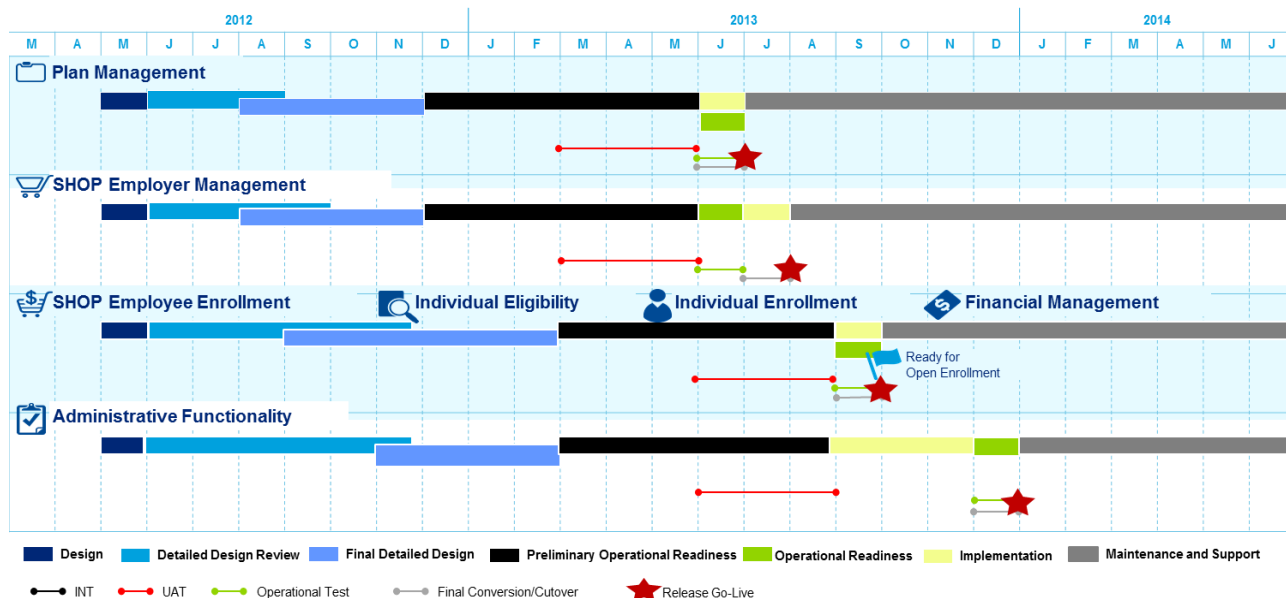 2012 2013 2014
M A M J J A S O N D J F M A M J J A S O N D J F M A M J
Plan Management
SHOP Employer Management
SHOP Employee Enrollment Individual Eligibility Individual Enrollment Financial Management
Ready for
Open Enrollment
Administrative Functionality
Design Detailed Design Review Final Detailed Design Preliminary Operational Readiness Operational Readiness Implementation Maintenance and Support
INT UAT Operational Test Final Conversion/Cutover Release Go-Live